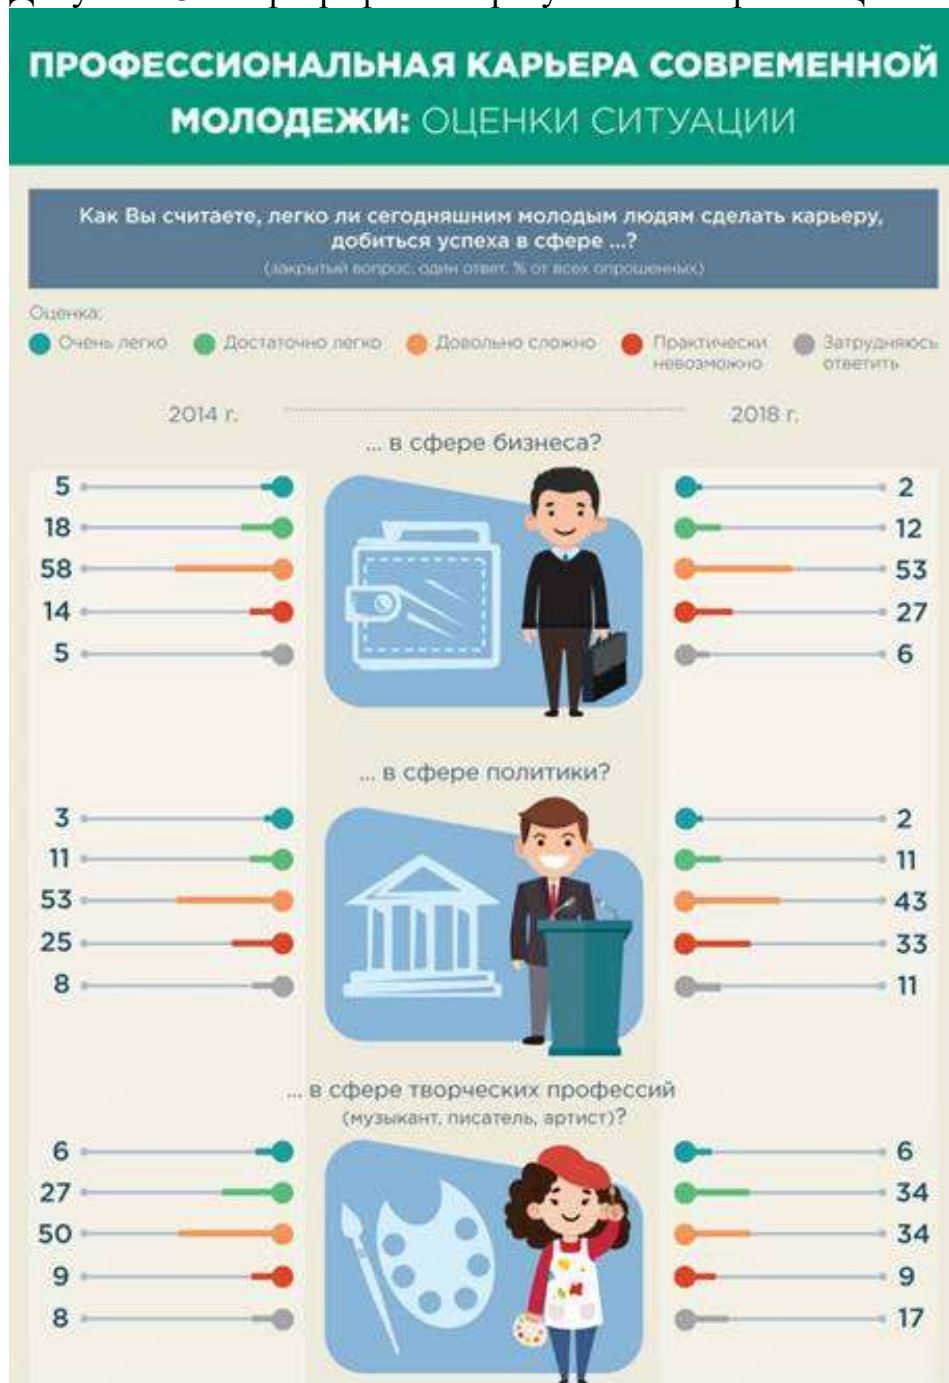 ПРОФЕССИОНАЛЬНАЯ КАРЬЕРА СОВРЕМЕННОЙ
МОЛОДЕЖИ: ОЦЕНКИ СИТУАЦИИ
Как Вы считаете, легко ли сегодняшним молодым людям сделать карьеру,
добиться успеха в сфере ...?
(закрытый вопрос, один ответ, % от всех опрошенных)
Оценка:
Очень легко
Достаточно легко
Довольно сложно
Практически
невозможно
Затрудняюсь
ответить
2014 г.
2018 г.
... в сфере бизнеса?
5 2
18 12
58 53
14 27
5 6
... в сфере политики?
3 2
11 11
53 43
25 33
8 11
... в сфере творческих профессий
(музыкант, писатель, артист)?
6 6
27 34
50 34
9 9
8 17